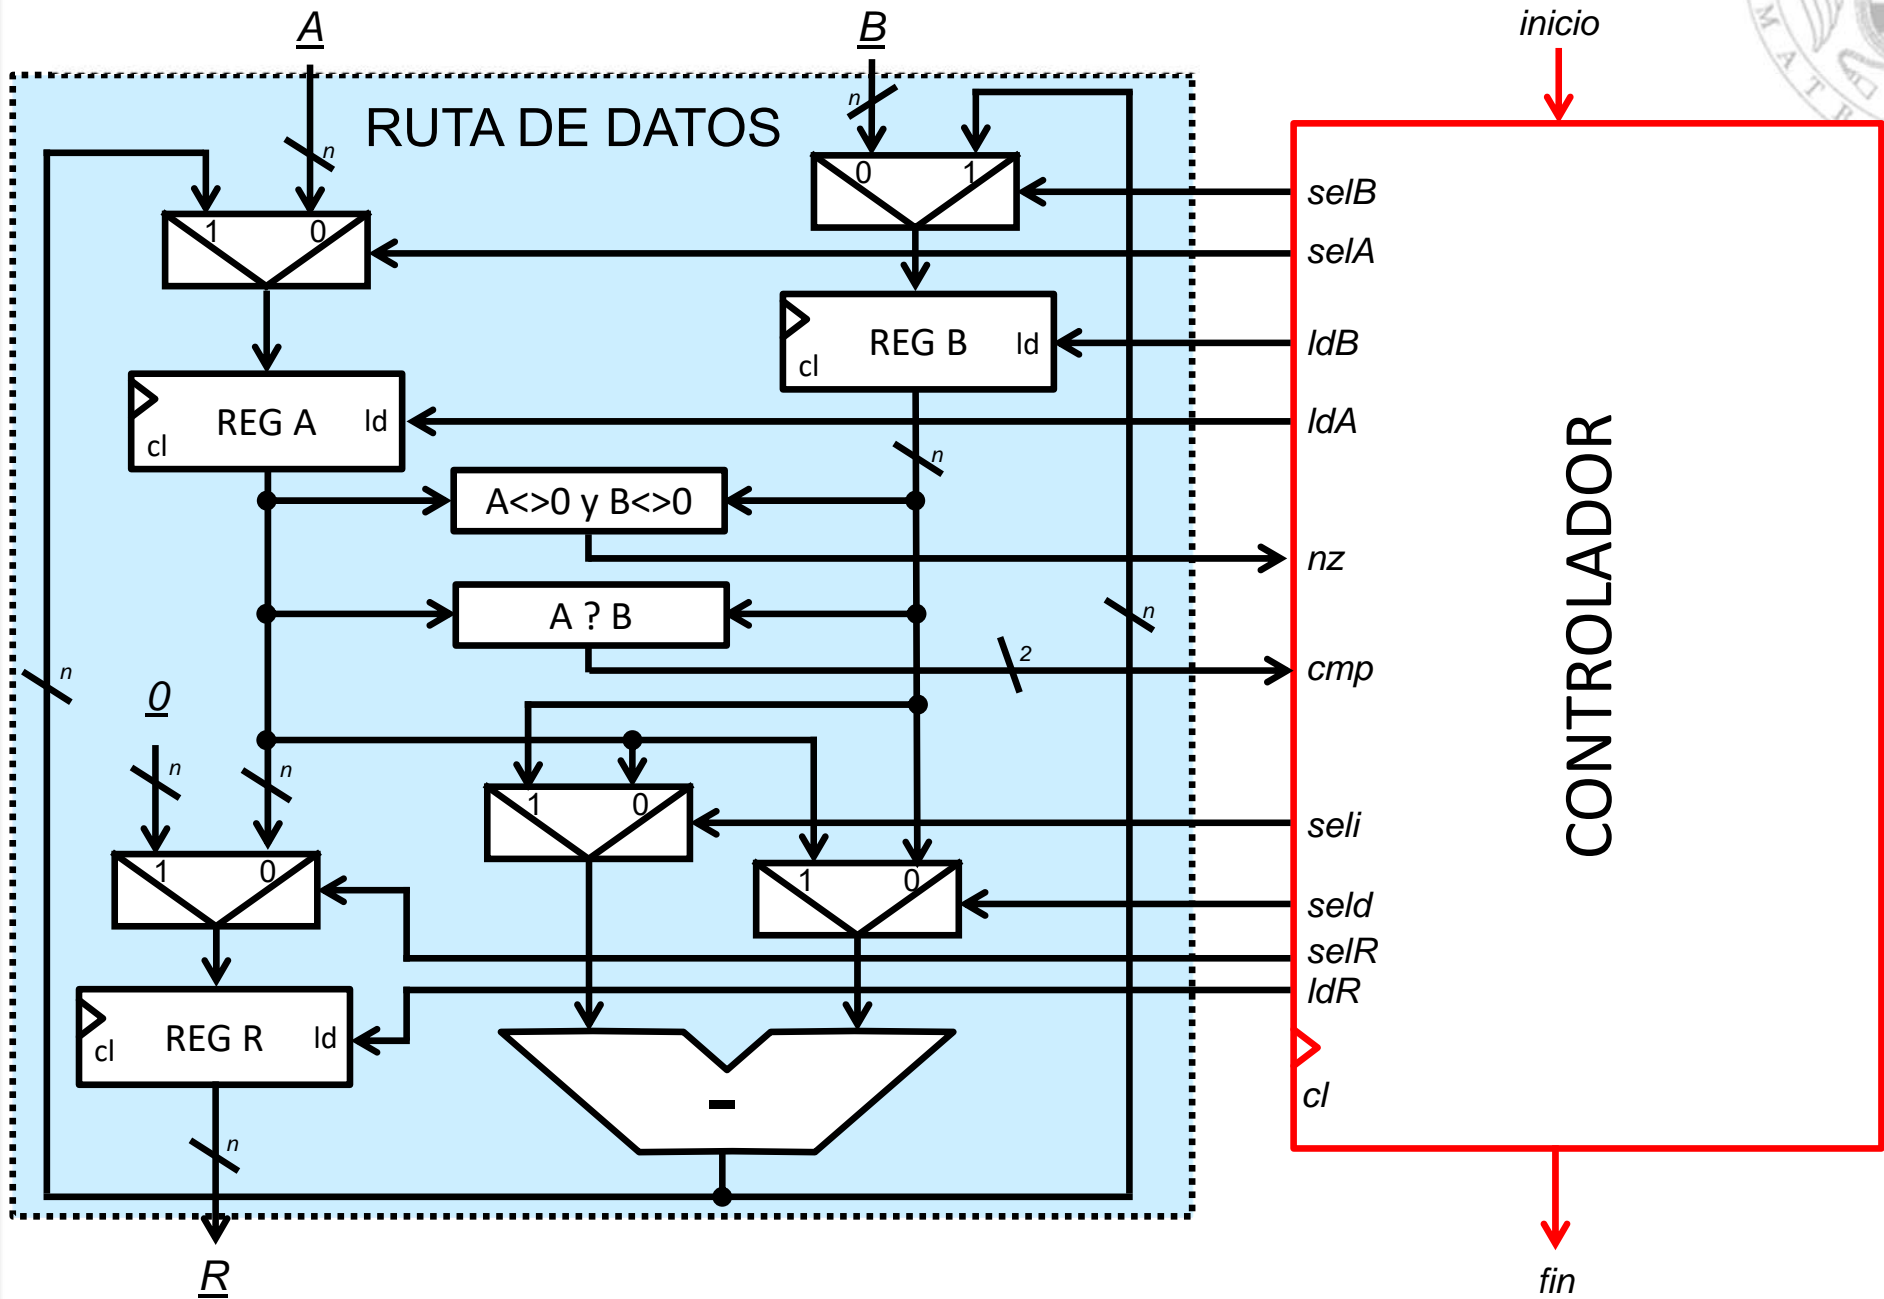 A
B
inicio
RUTA DE DATOS
n
n
0
1
selB
1
0
selA
REG B
ld
cl
ldB
REG A
ld
cl
ldA
n
A<>0 y B<>0
nz
A ? B
n
2
cmp
n
0
n
n
1
0
seli
1
0
1
0
seld
selR
ldR
REG R
ld
cl
-
cl
n
CONTROLADOR
R
fin
M A T R